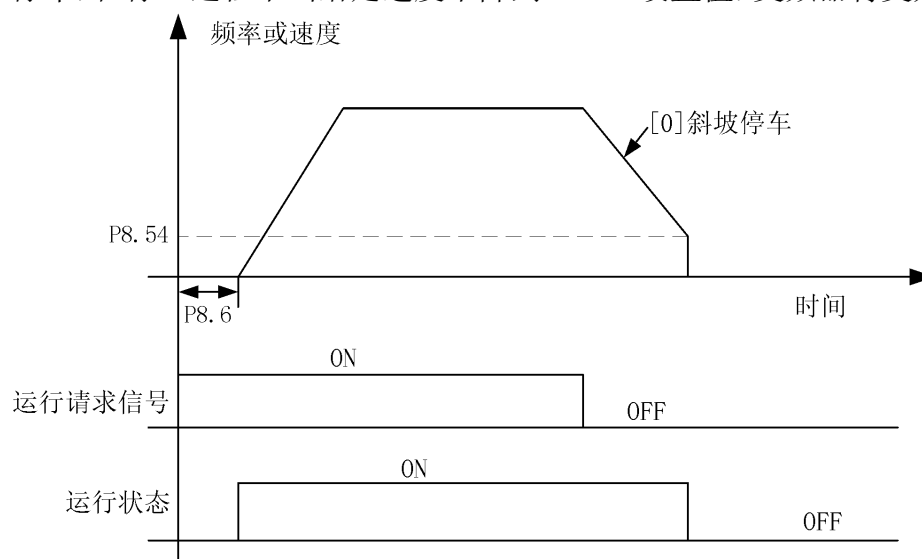 频率或速度
[0]斜坡停车
P8.54
P8.6
时间
ON
运行请求信号
OFF
ON
运行状态
OFF